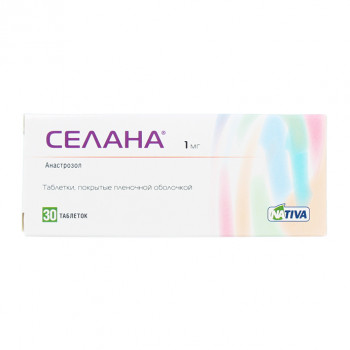 СЕЛАНА®
1 мг
Анастрозол
Таблетки, покрытые пленочной оболочкой
30 ТАБЛЕТОК
NATIVA